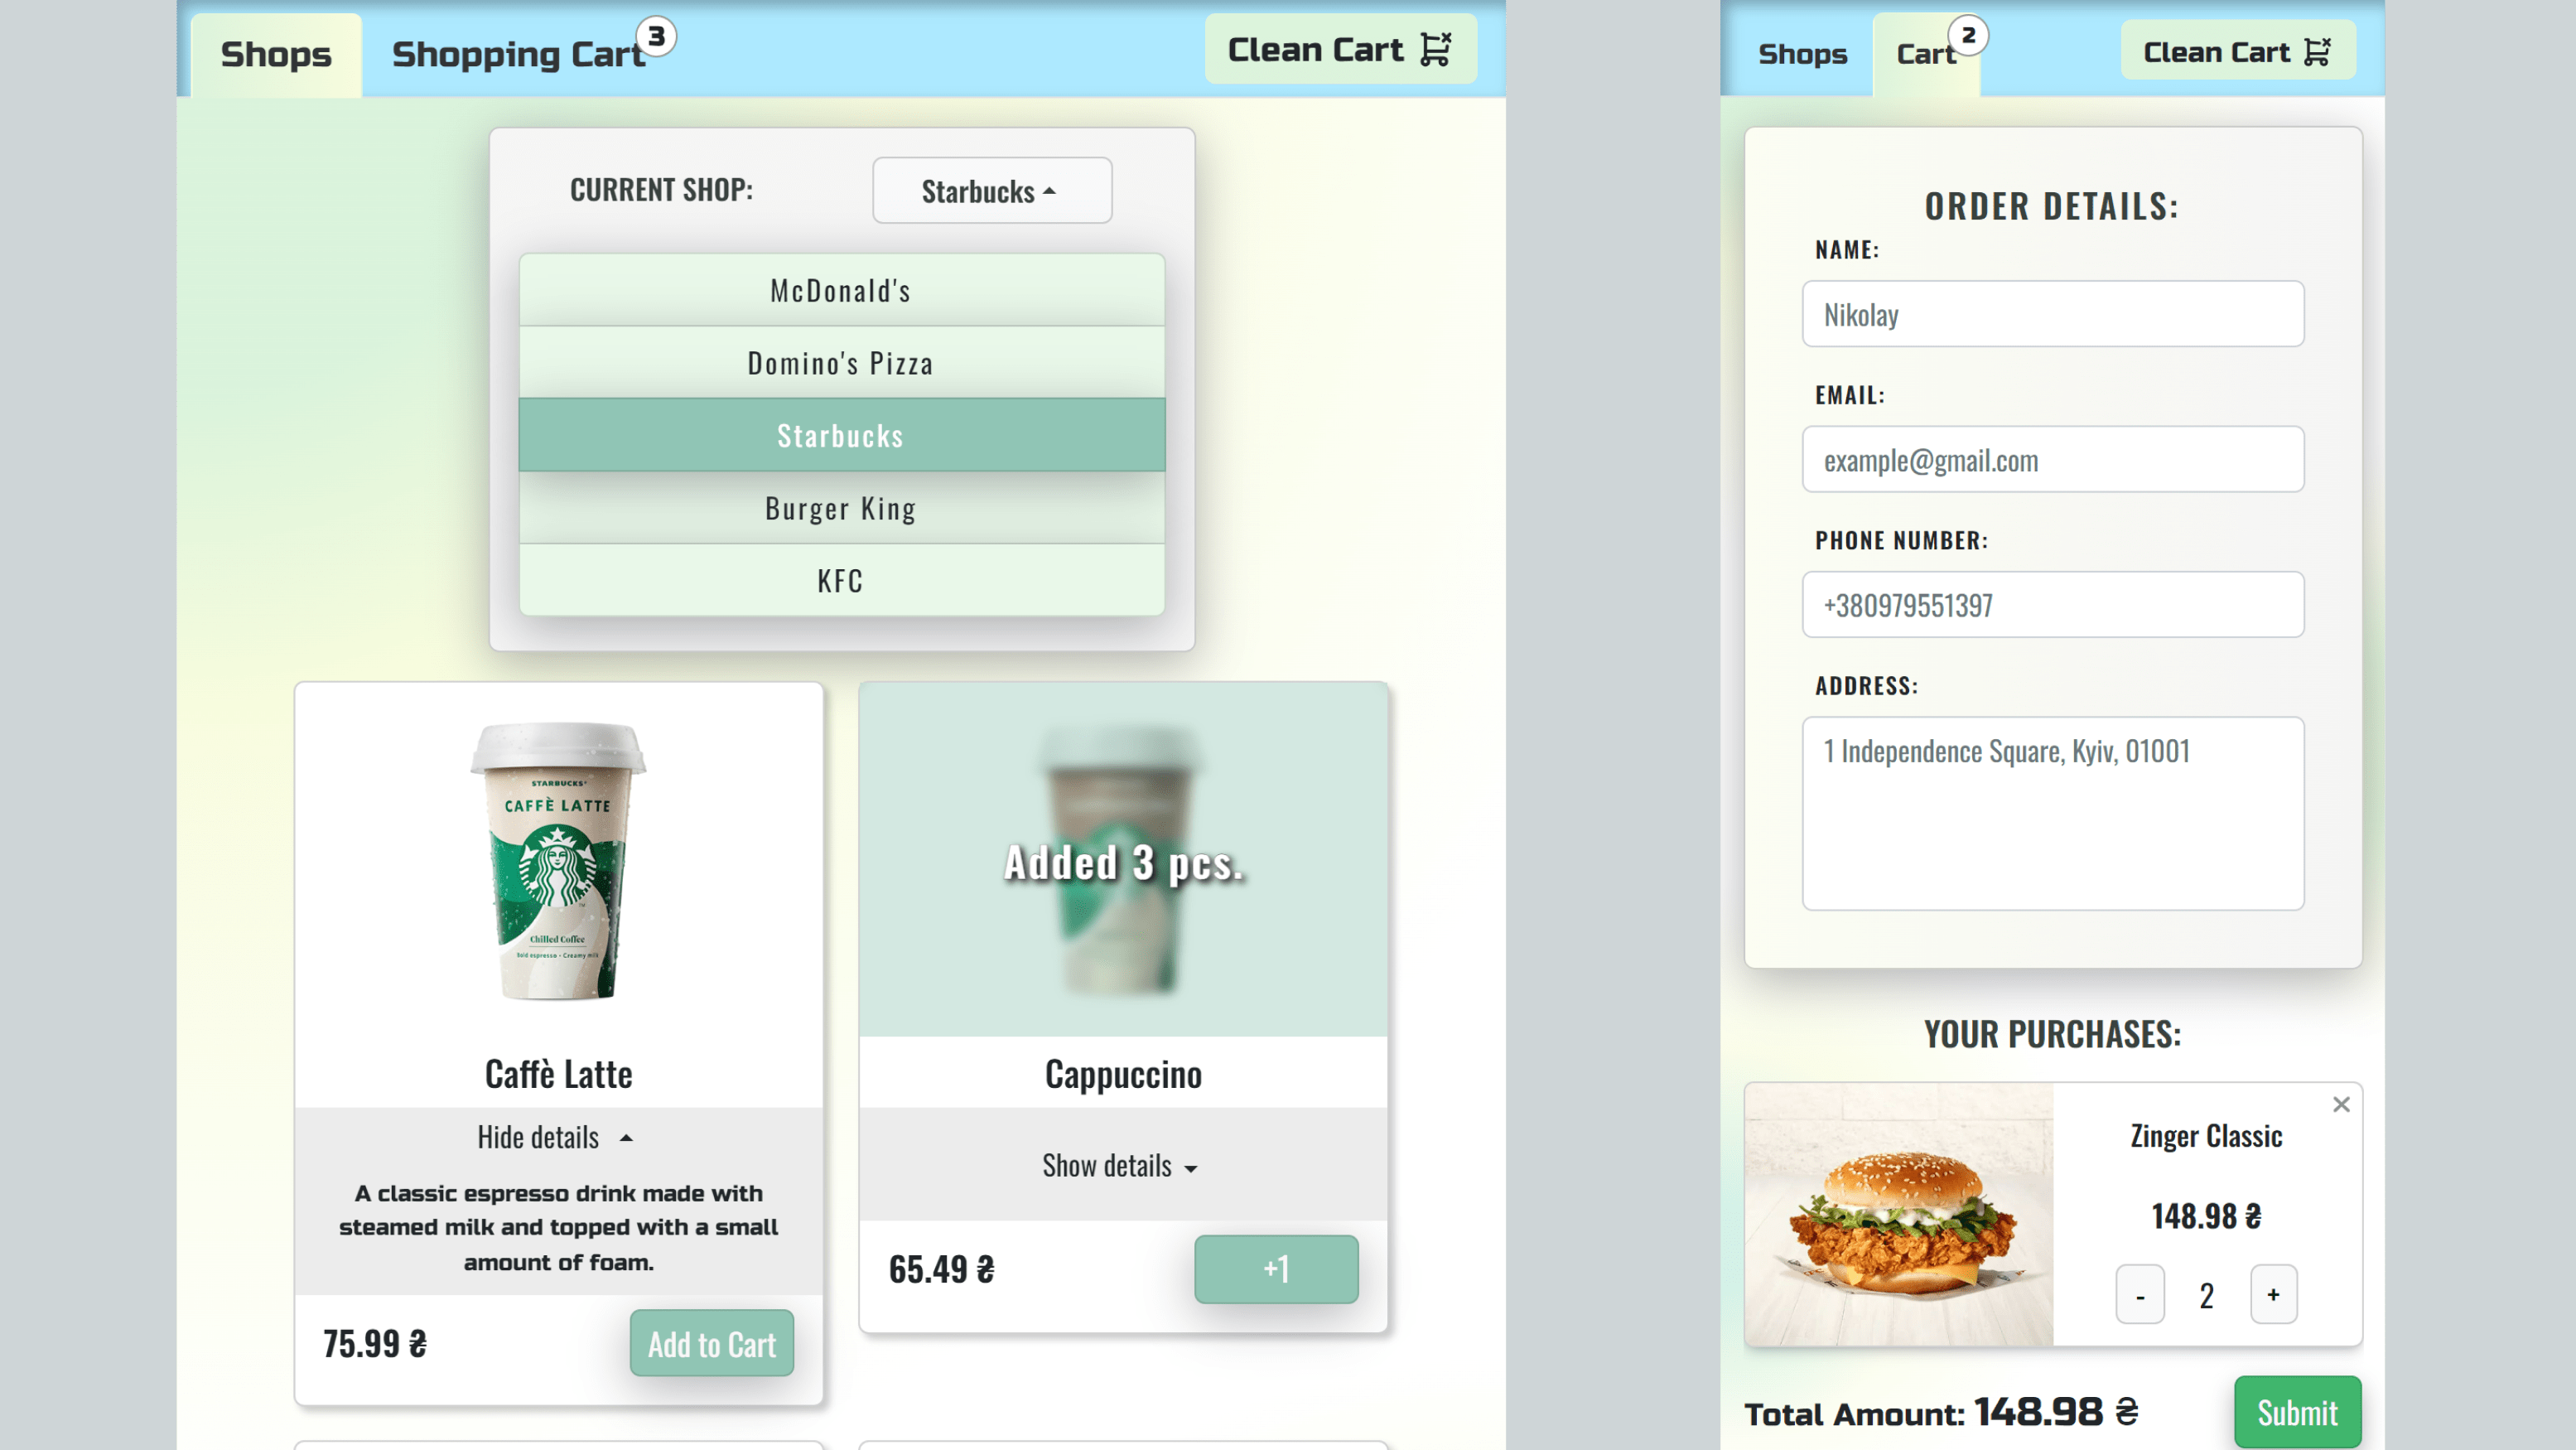 Shops
Shopping Cart
3
Clean Cart
CURRENT SHOP:
Starbucks
McDonald's
Domino's Pizza
Starbucks
Burger King
KFC
STARBUCKS®
CAFFÈ LATTE
Chilled Coffee
bold espresso - Creamy milk
Caffè Latte
Hide details
A classic espresso drink made with
steamed milk and topped with a small
amount of foam.
75.99 ₴
Add to Cart
Added 3 pcs.
Cappuccino
Show details
65.49 ₴
+1
Shops
Cart
2
Clean Cart
ORDER DETAILS:
NAME:
Nikolay
EMAIL:
example@gmail.com
PHONE NUMBER:
+380979551397
ADDRESS:
1 Independence Square, Kyiv, 01001
YOUR PURCHASES:
Zinger Classic
148.98 ₴
-
2
+
Total Amount: 148.98 ₴
Submit